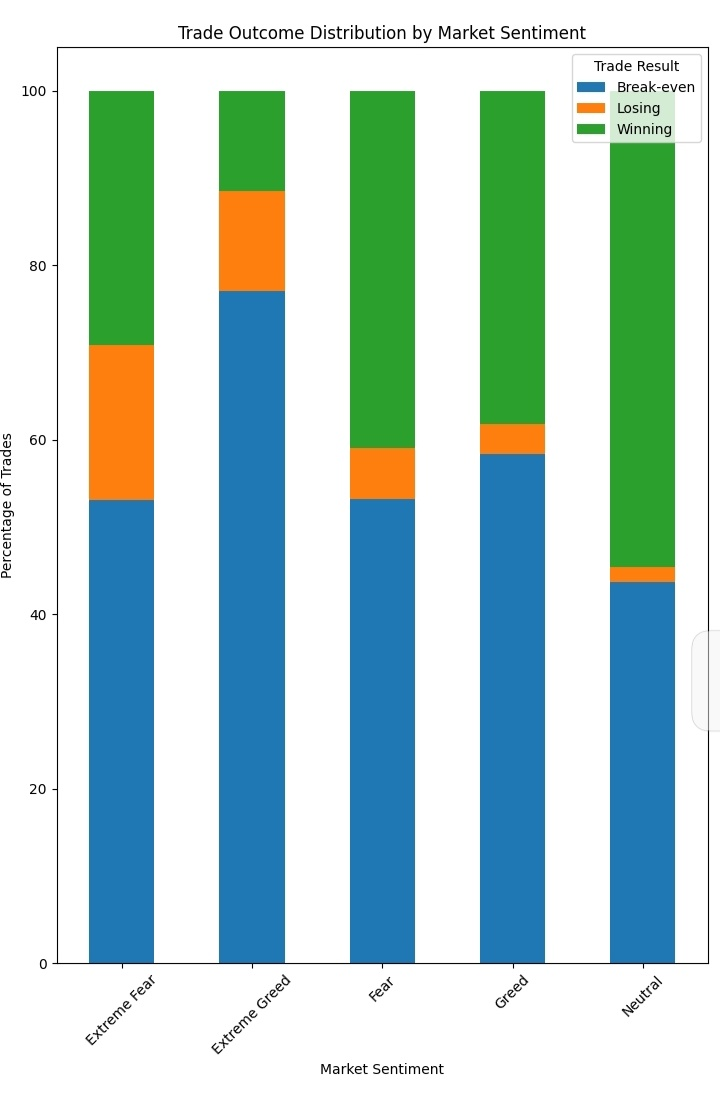 Trade Outcome Distribution by Market Sentiment
Trade Result
Break-even
Losing
Winning
100
80
60
40
20
0
Percentage of Trades
Extreme Fear
Extreme Greed
Fear
Greed
Neutral
Market Sentiment